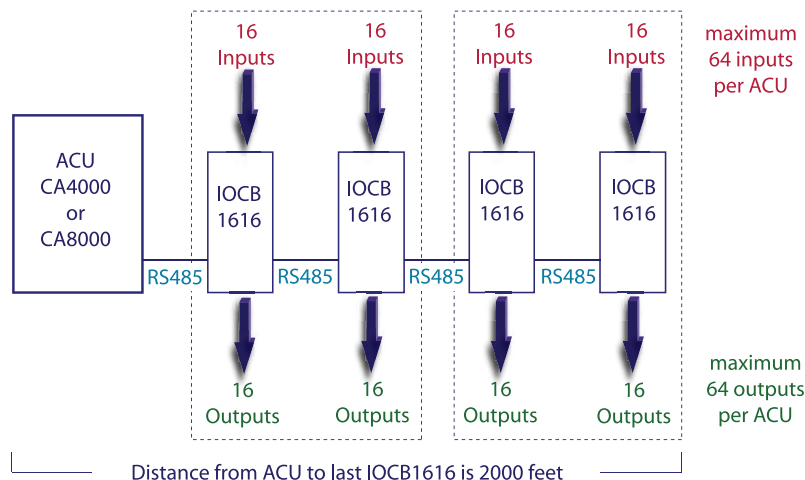 16
Inputs
16
Inputs
16
Inputs
16
Inputs
maximum
64 inputs
per ACU
ACU
CA4000
or
CA8000
IOCB
1616
IOCB
1616
IOCB
1616
IOCB
1616
RS485
RS485
RS485
RS485
16
Outputs
16
Outputs
16
Outputs
16
Outputs
maximum
64 outputs
per ACU
Distance from ACU to last IOCB1616 is 2000 feet